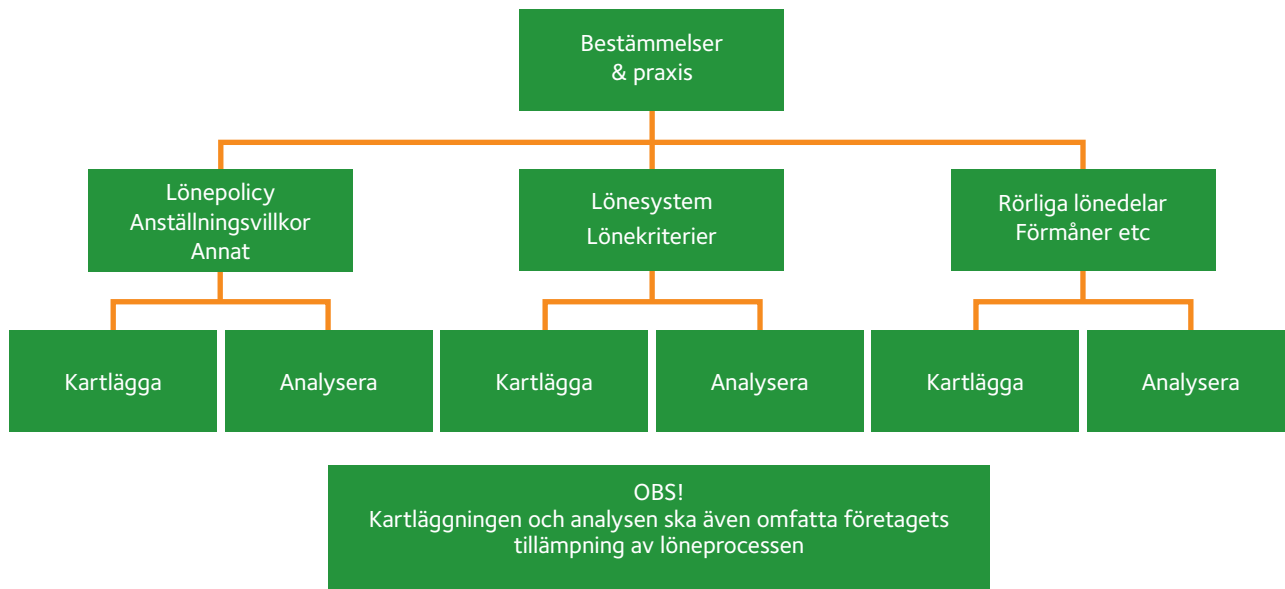 Bestämmelser
& praxis
Lönepolicy
Anställningsvillkor
Annat
Lönesystem
Lönekriterier
Rörliga lönedelar
Förmåner etc
Kartlägga
Analysera
Kartlägga
Analysera
Kartlägga
Analysera
OBS!
Kartläggningen och analysen ska även omfatta företagets
tillämpning av löneprocessen